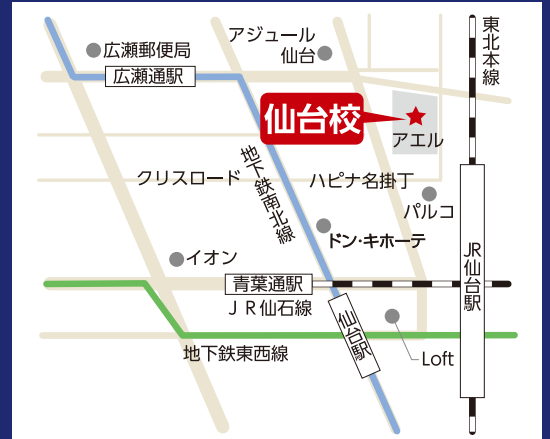 アジュール
仙台
広瀬郵便局
広瀬通駅
東北本線
仙台校
アエル
地下鉄南北線
クリスロード
ハピナ名掛丁
パルコ
ドン・キホーテ
イオン
JR仙台駅
青葉通駅
JR仙石線
仙台駅
地下鉄東西線
Loft